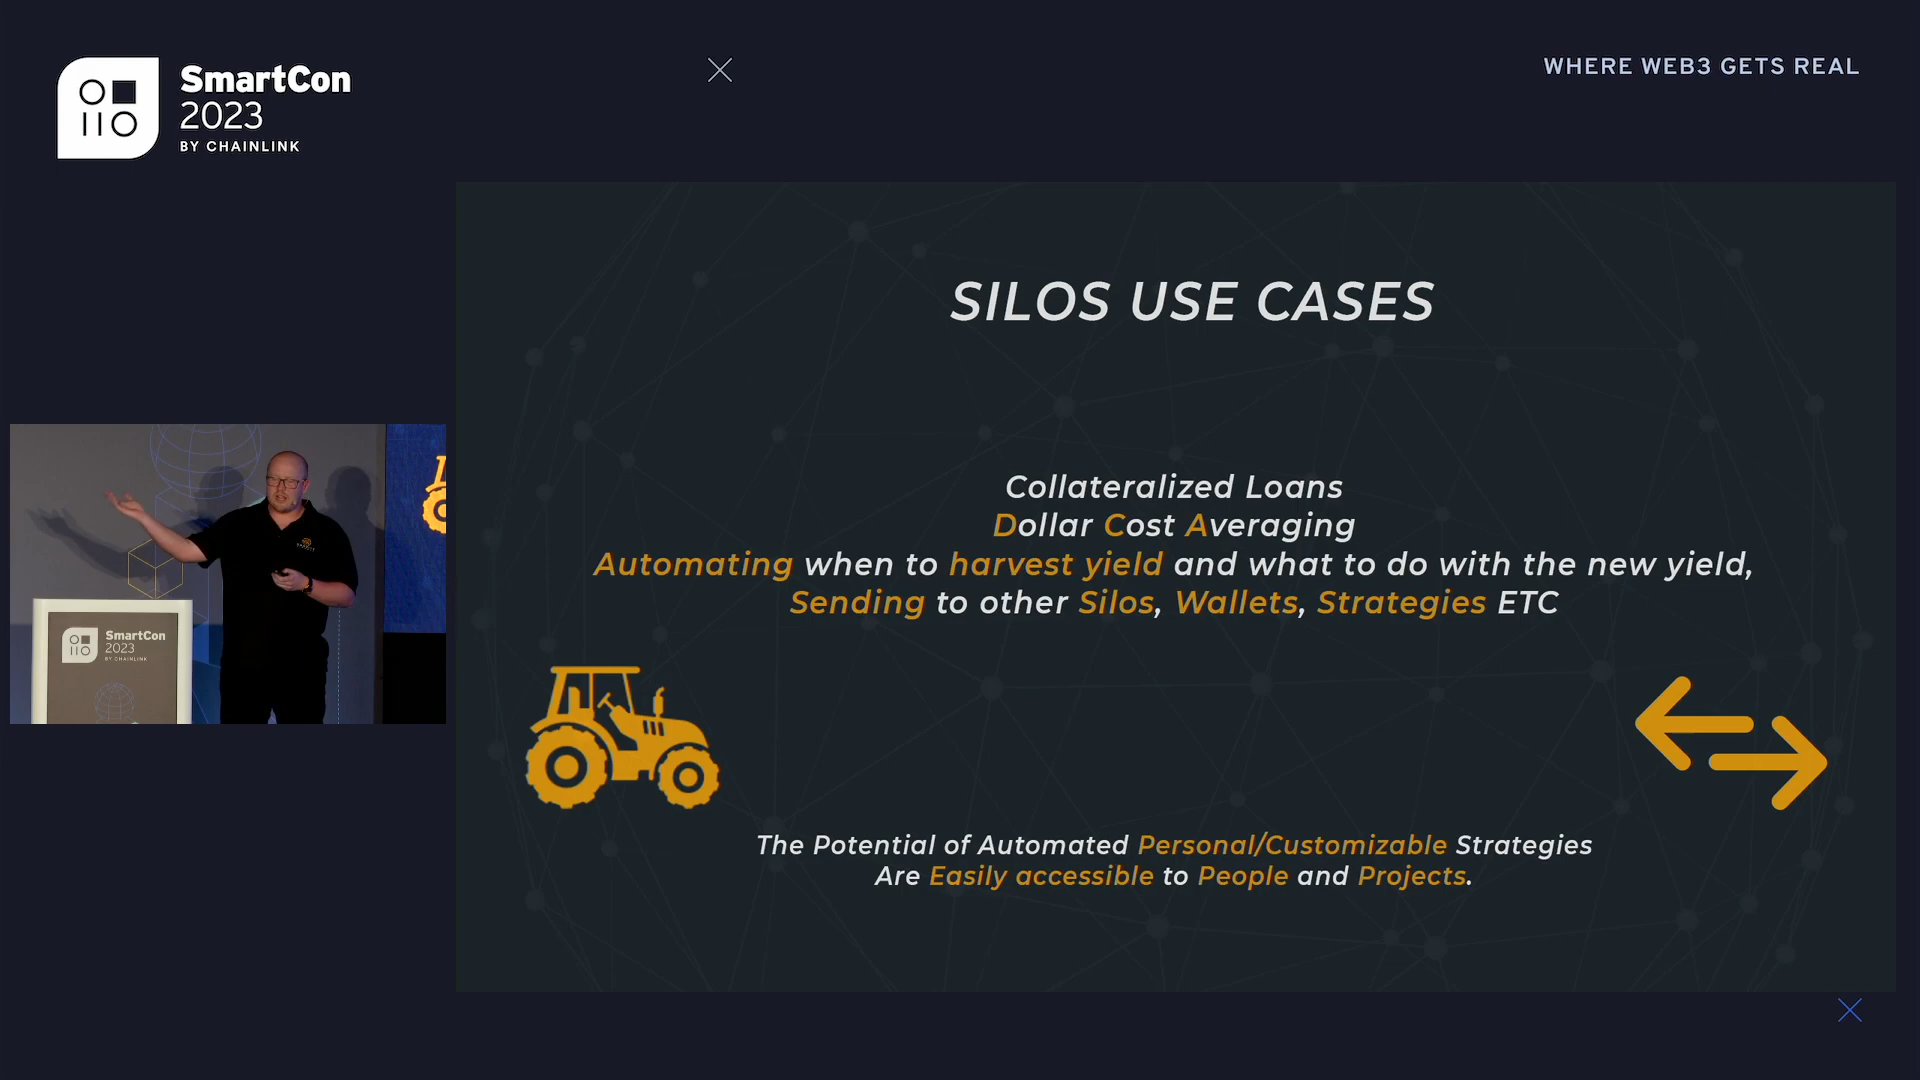 SmartCon
2023
BY CHAINLINK
WHERE WEB3 GETS REAL
SILOS USE CASES
Collateralized Loans
Dollar Cost Averaging
Automating when to harvest yield and what to do with the new yield,
Sending to other Silos, Wallets, Strategies ETC
The Potential of Automated Personal/Customizable Strategies
Are Easily accessible to People and Projects.
SmartCon
2023
BY CHAINLINK